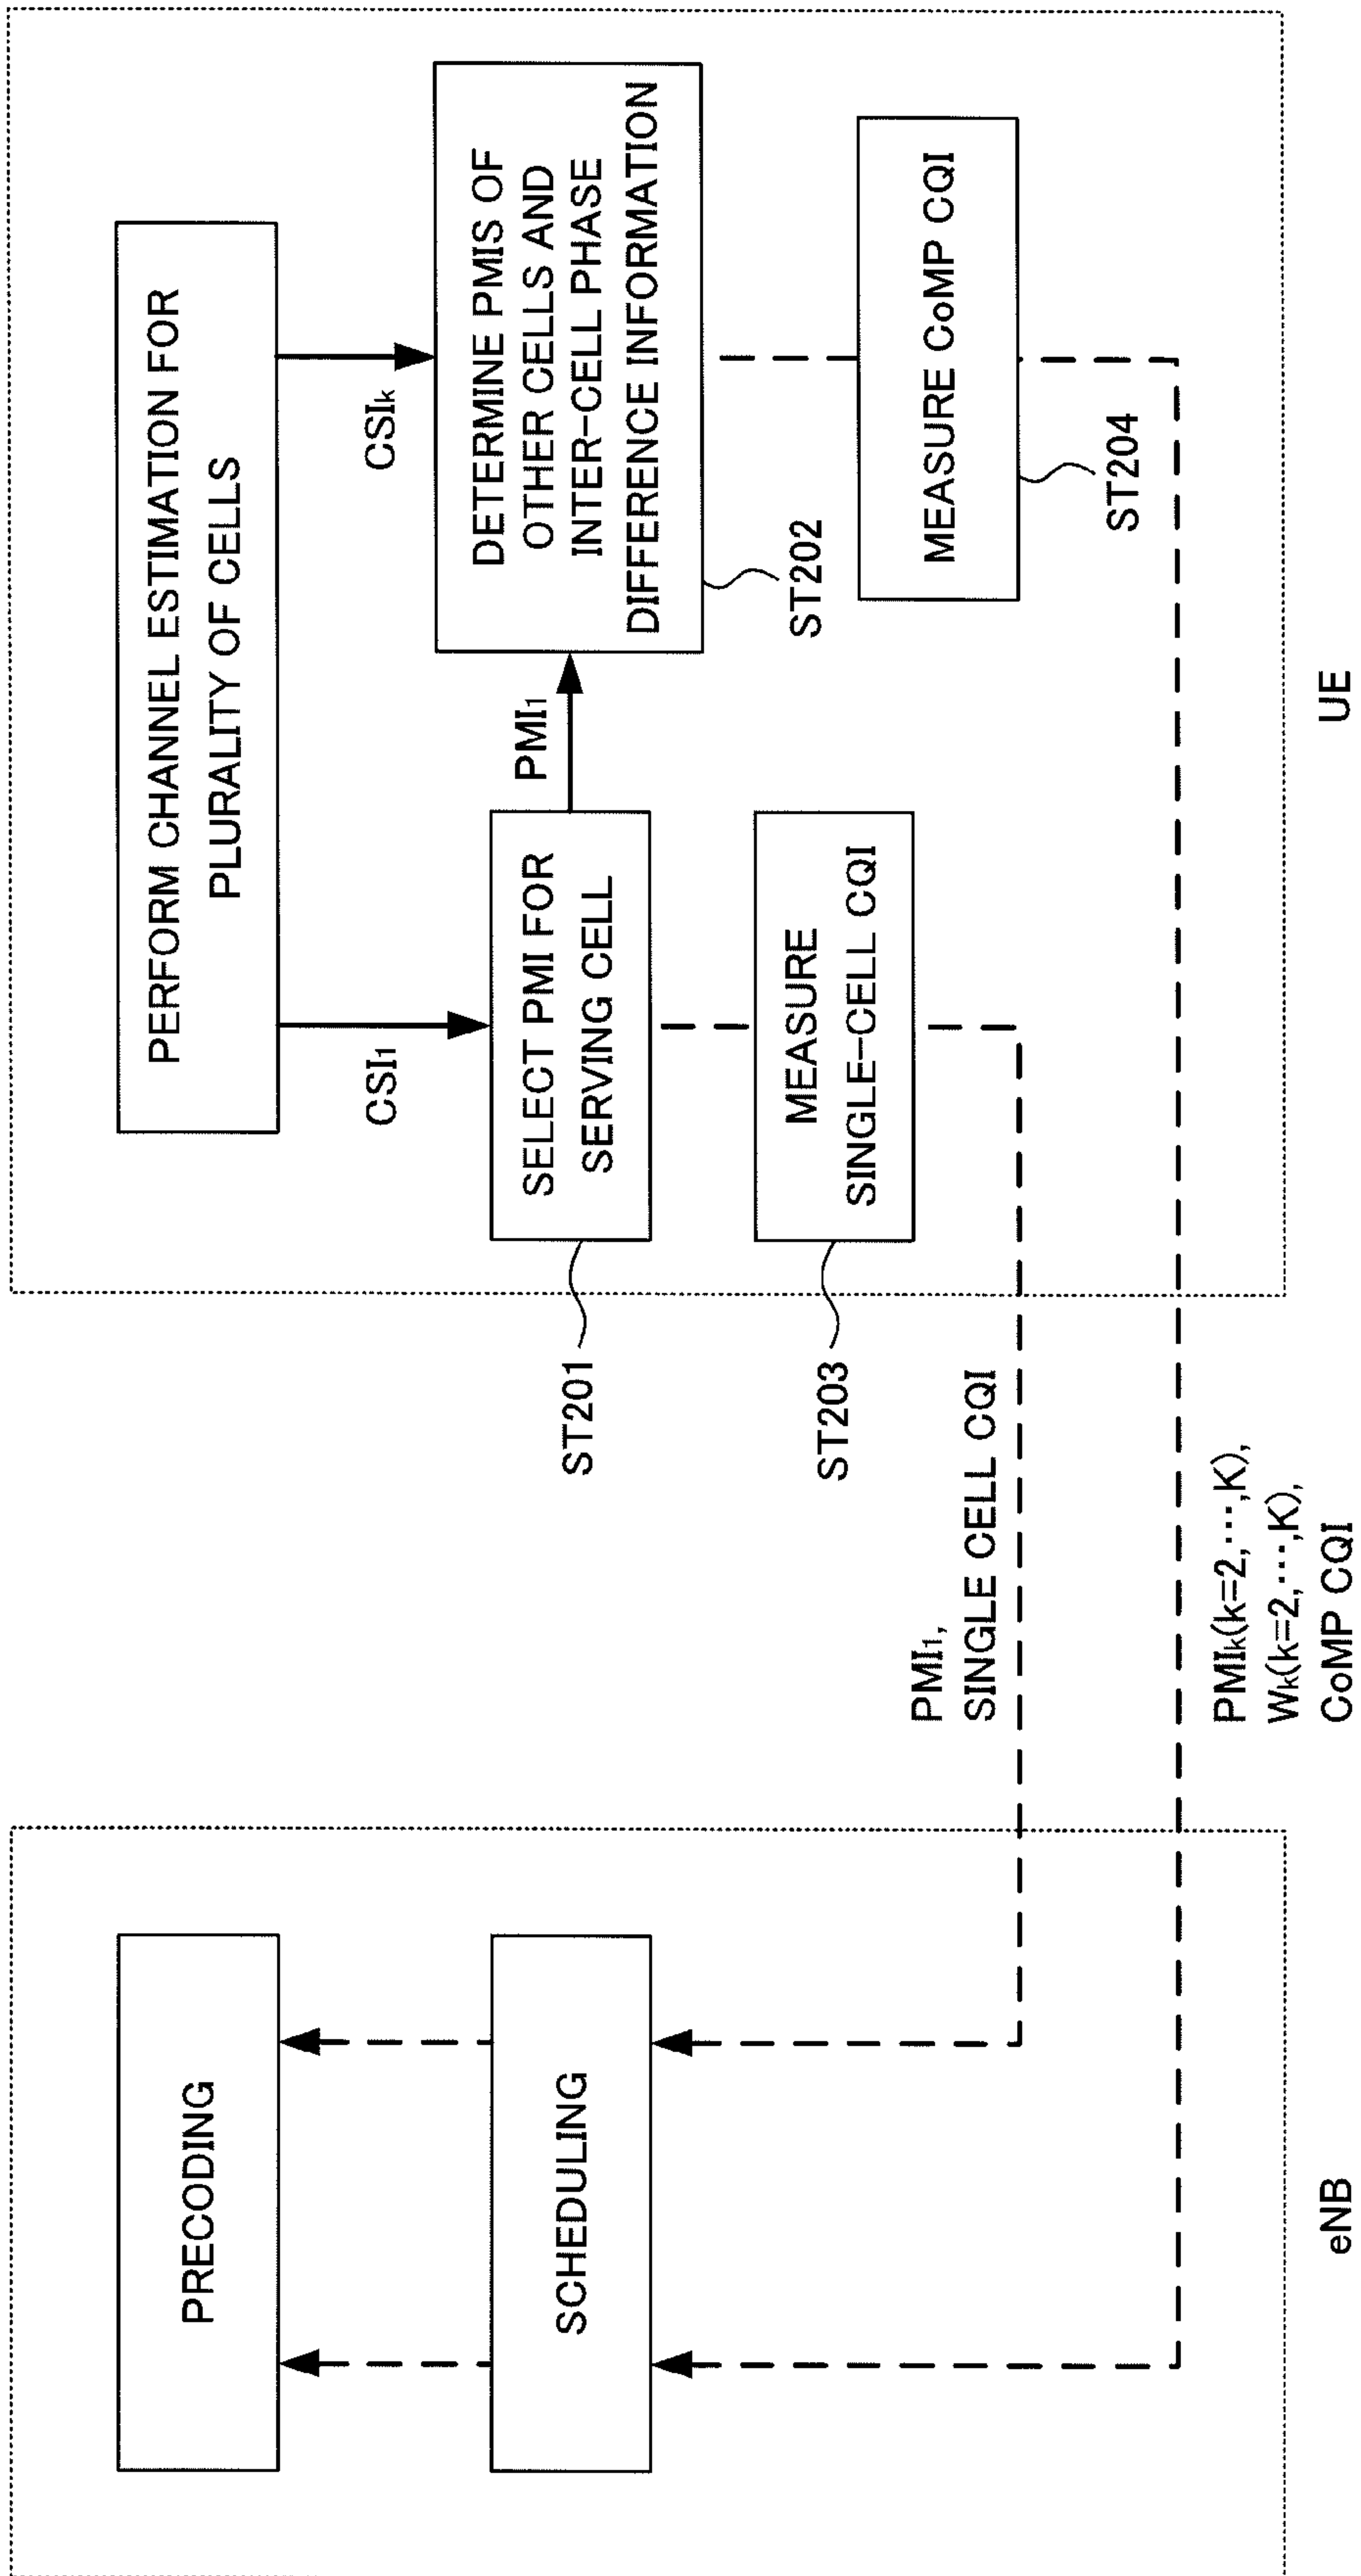 PRECODING
SCHEDULING
eNB
PMI₁,
SINGLE CELL CQI
PMIₖ(k=2,⋯,K),
Wₖ(k=2,⋯,K),
CoMP CQI
PERFORM CHANNEL ESTIMATION FOR
PLURALITY OF CELLS
CSI₁
CSIₖ
SELECT PMI FOR
SERVING CELL
ST201
PMI₁
DETERMINE PMIS OF
OTHER CELLS AND
INTER-CELL PHASE
DIFFERENCE INFORMATION
ST202
MEASURE
SINGLE-CELL CQI
ST203
MEASURE CoMP CQI
ST204
UE